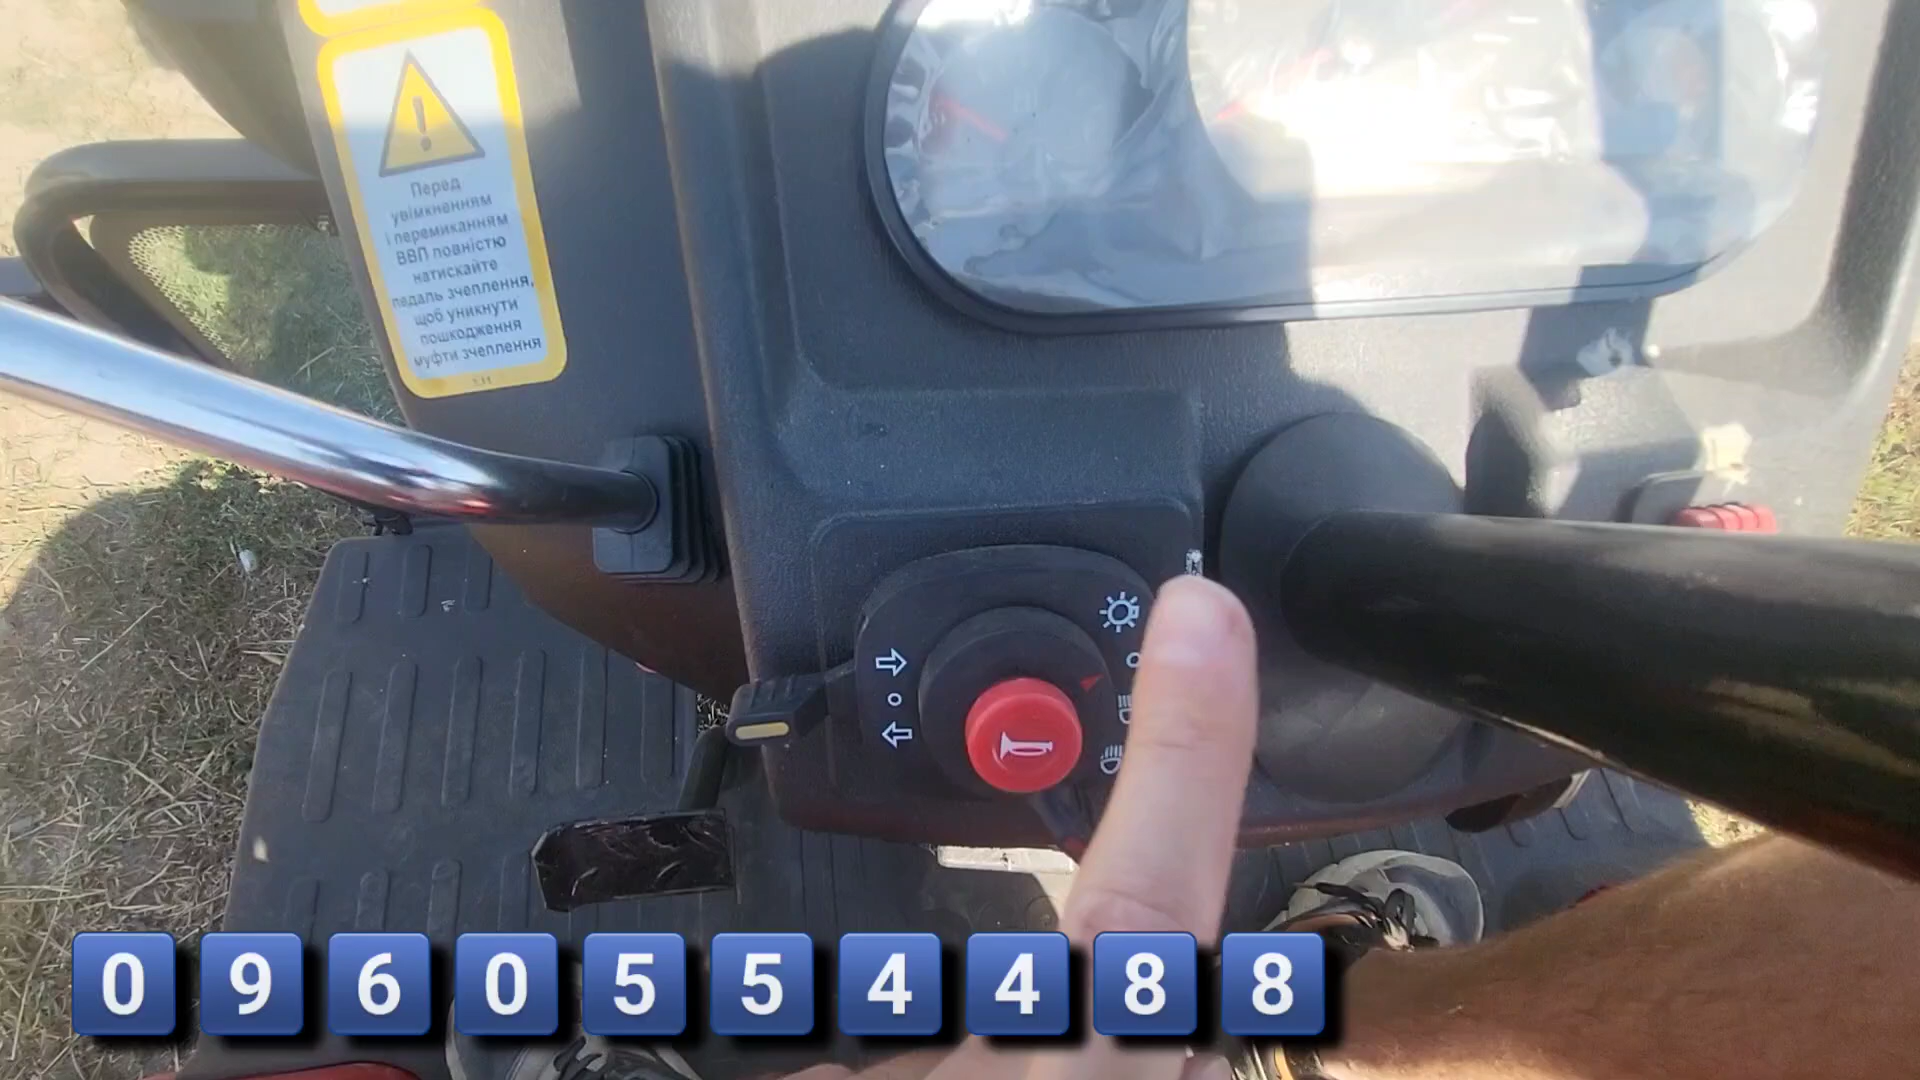 Перед
увімкненням
і перемиканням
ВВП повністю
натискайте
педаль зчеплення,
щоб уникнути
пошкодження
муфти зчеплення
0960554488